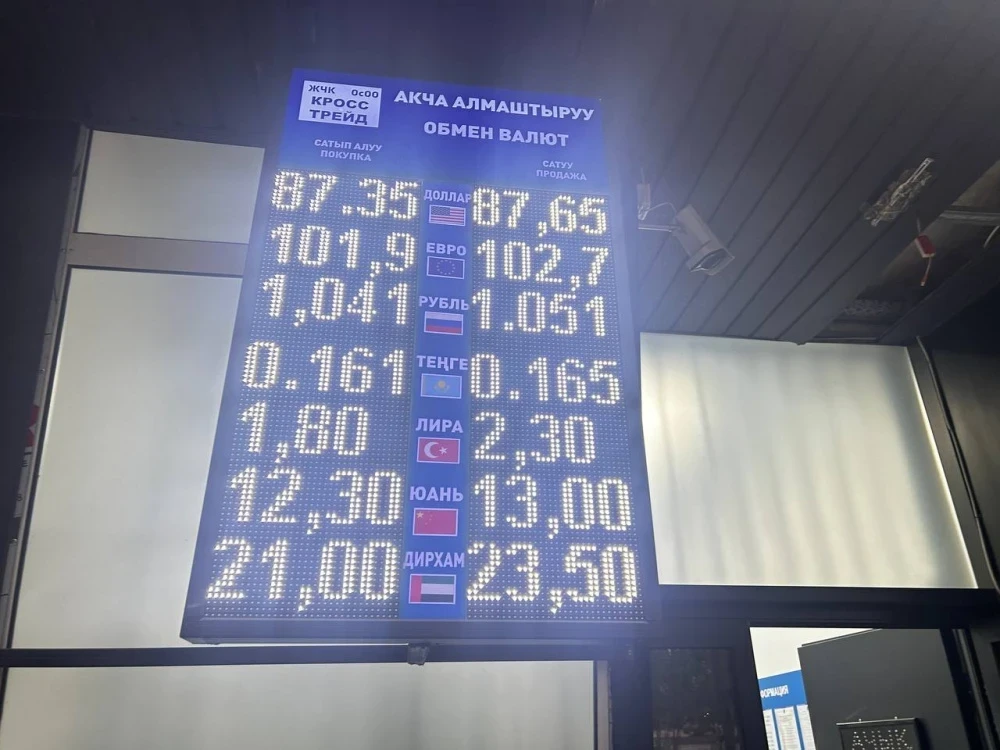 ЖЧК ОсОО
КРОСС
ТРЕЙД
АКЧА АЛМАШТЫРУУ
ОБМЕН ВАЛЮТ
САТЫП АЛУУ
ПОКУПКА
САТУУ
ПРОДАЖА
87.35 ДОЛЛАР 87,65
101,9 ЕВРО 102,7
1,041 РУБЛЬ 1.051
0.161 ТЕҢГЕ 0.165
1,80 ЛИРА 2,30
12,30 ЮАНЬ 13,00
21,00 ДИРХАМ 23,50